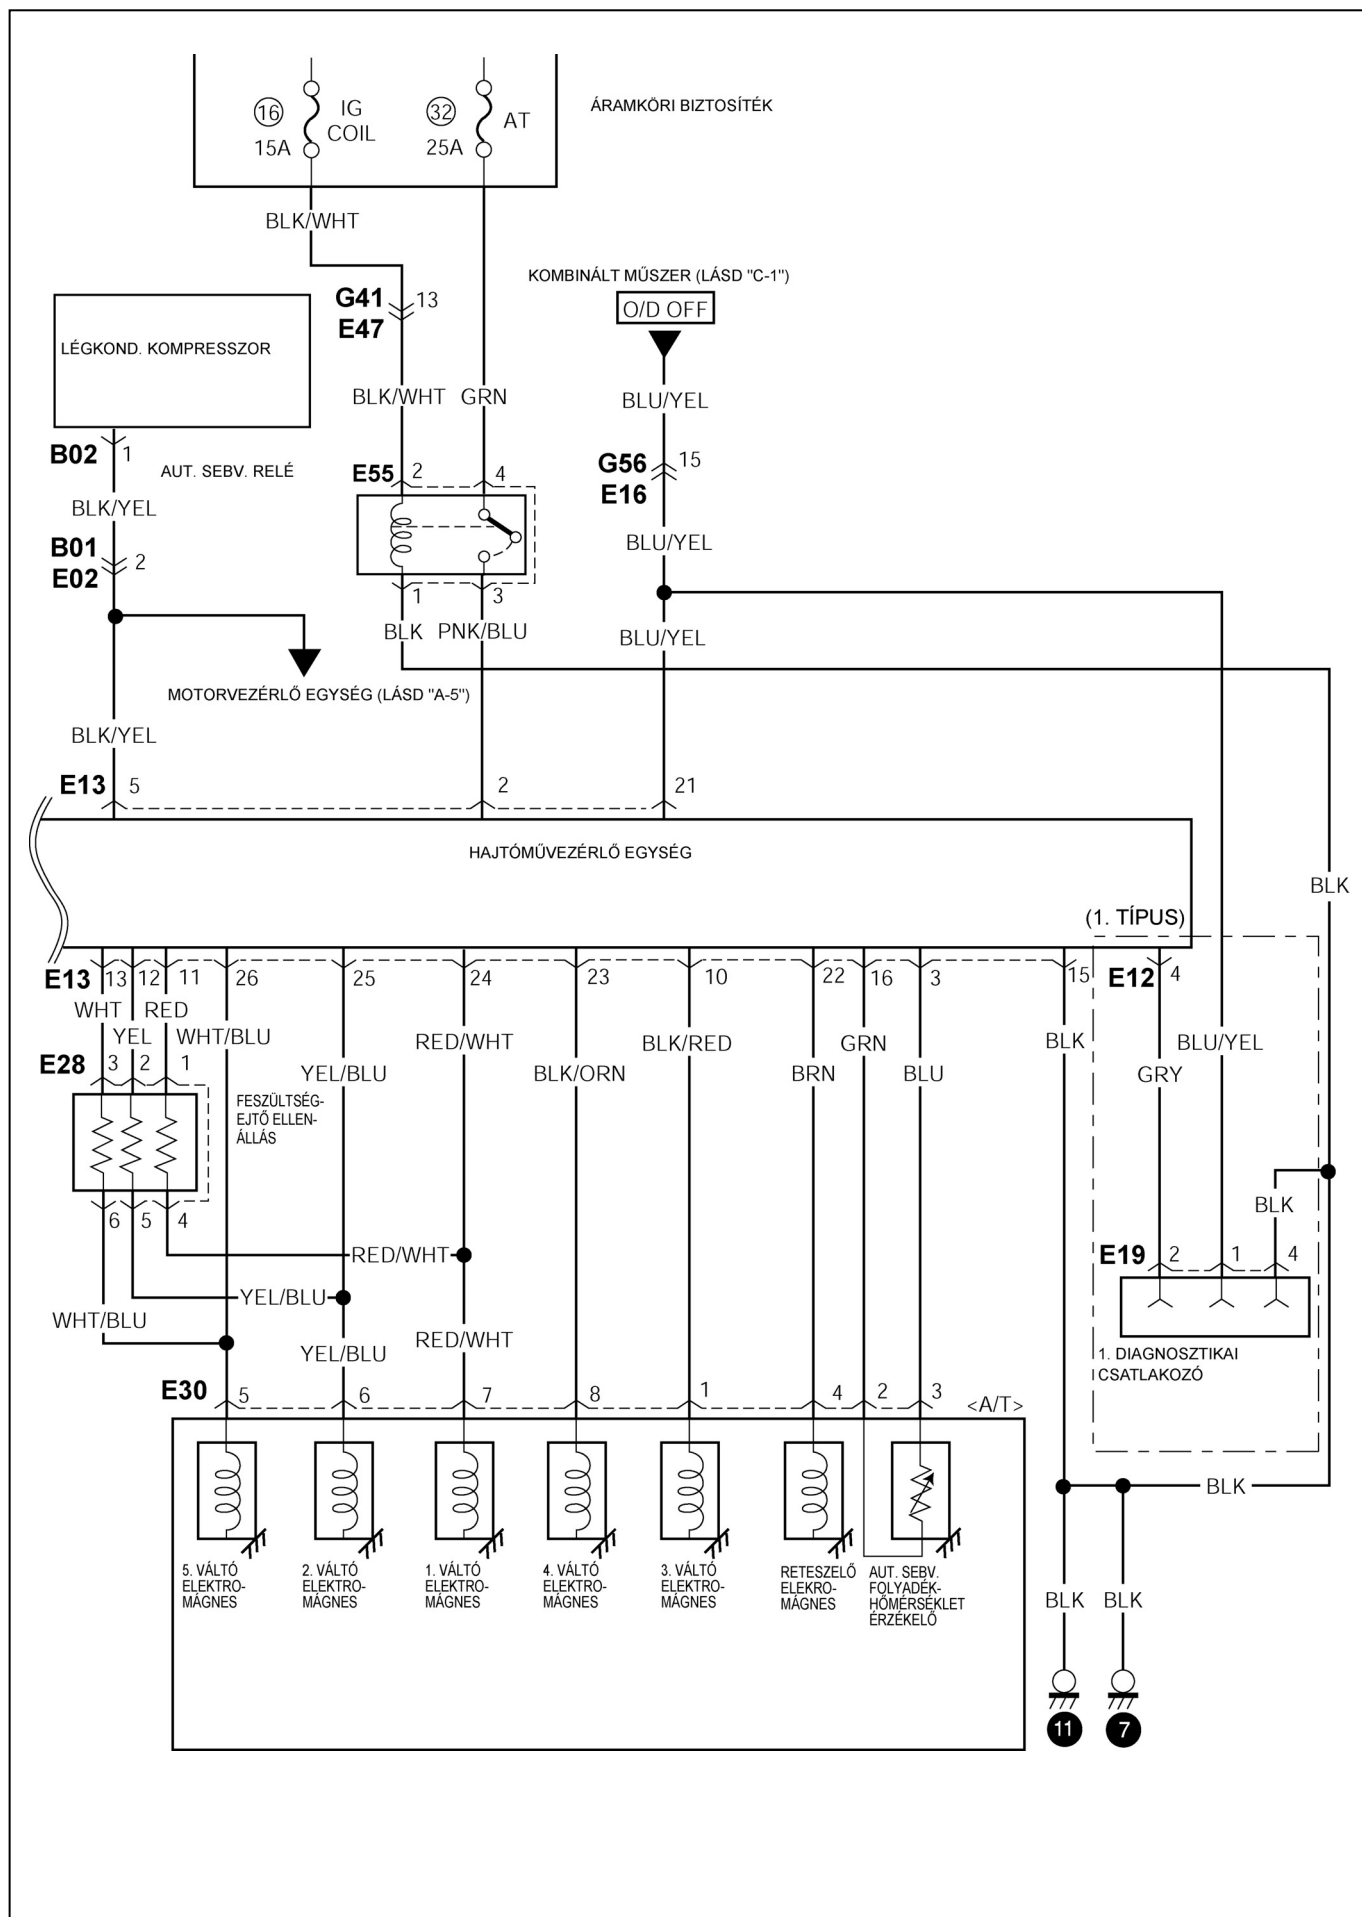 16
IG
COIL
15A
32
AT
25A
ÁRAMKÖRI BIZTOSÍTÉK
BLK/WHT
KOMBINÁLT MŰSZER (LÁSD "C-1")
O/D OFF
G41
13
E47
LÉGKOND. KOMPRESSZOR
BLK/WHT
GRN
BLU/YEL
B02
1
AUT. SEBV. RELÉ
E55
2
4
G56
15
E16
BLK/YEL
BLU/YEL
B01
2
E02
1
3
BLK
PNK/BLU
BLU/YEL
MOTORVEZÉRLŐ EGYSÉG (LÁSD "A-5")
BLK/YEL
E13
5
2
21
HAJTÓMŰVEZÉRLŐ EGYSÉG
BLK
(1. TÍPUS)
E13
13
12
11
26
25
24
23
10
22
16
3
15
E12
4
WHT
RED
YEL
WHT/BLU
RED/WHT
BLK/RED
GRN
BLK
BLU/YEL
E28
3
2
1
YEL/BLU
BLK/ORN
BRN
BLU
GRY
FESZÜLTSÉG-
EJTŐ ELLEN-
ÁLLÁS
6
5
4
BLK
RED/WHT
E19
2
1
4
YEL/BLU
WHT/BLU
RED/WHT
YEL/BLU
1. DIAGNOSZTIKAI
CSATLAKOZÓ
E30
5
6
7
8
1
4
2
3
<A/T>
BLK
5. VÁLTÓ
ELEKTRO-
MÁGNES
2. VÁLTÓ
ELEKTRO-
MÁGNES
1. VÁLTÓ
ELEKTRO-
MÁGNES
4. VÁLTÓ
ELEKTRO-
MÁGNES
3. VÁLTÓ
ELEKTRO-
MÁGNES
RETESZELŐ
ELEKRO-
MÁGNES
AUT. SEBV.
FOLYADÉK-
HŐMÉRSÉKLET
ÉRZÉKELŐ
BLK
BLK
11
7